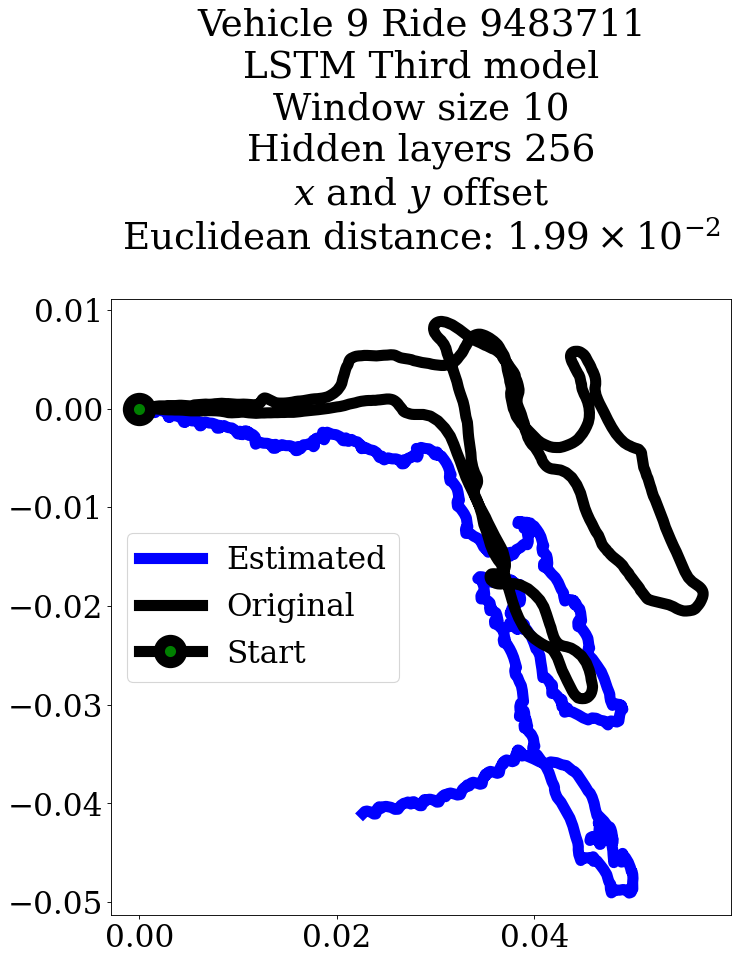 Vehicle 9 Ride 9483711
LSTM Third model
Window size 10
Hidden layers 256
x and y offset
Euclidean distance: 1.99 × 10⁻²
0.01
0.00
−0.01
−0.02
−0.03
−0.04
−0.05
Estimated
Original
Start
0.00 0.02 0.04